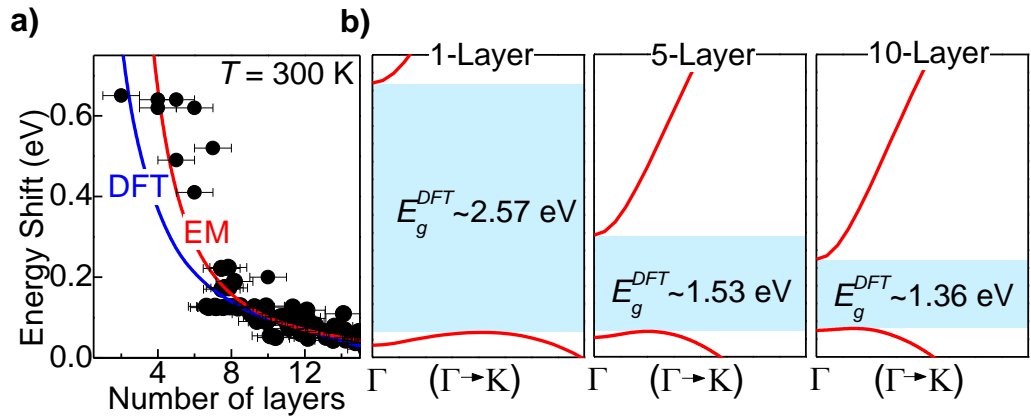 a)
T = 300 K
Energy Shift (eV)
0.6
0.4
0.2
0.0
DFT
EM
4
8
12
Number of layers
b)
1-Layer
E_g^DFT~2.57 eV
Γ (Γ→K)
5-Layer
E_g^DFT~1.53 eV
Γ (Γ→K)
10-Layer
E_g^DFT~1.36 eV
Γ (Γ→K)